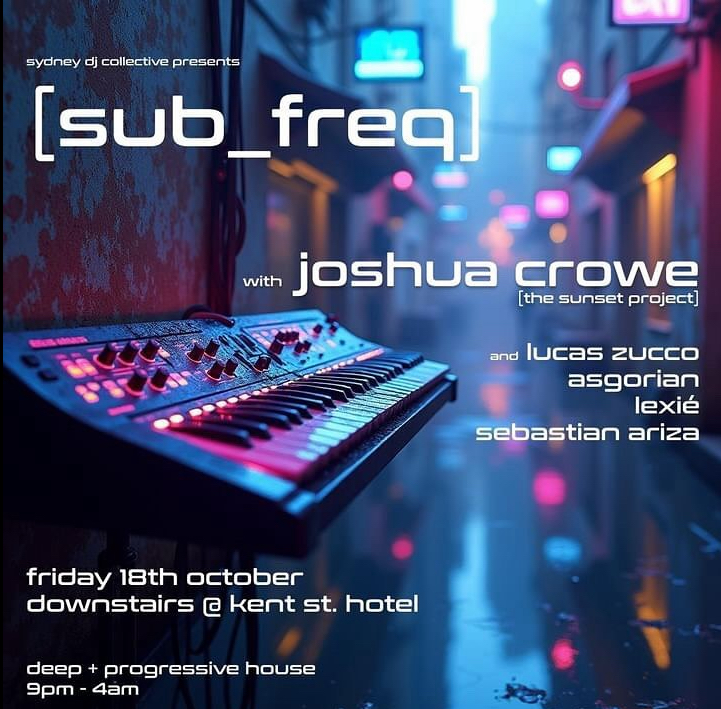 sydney dj collective presents
[sub_freq]
with joshua crowe
[the sunset project]
and lucas zucco
asgorian
lexié
sebastian ariza
friday 18th october
downstairs @ kent st. hotel
deep + progressive house
9pm - 4am